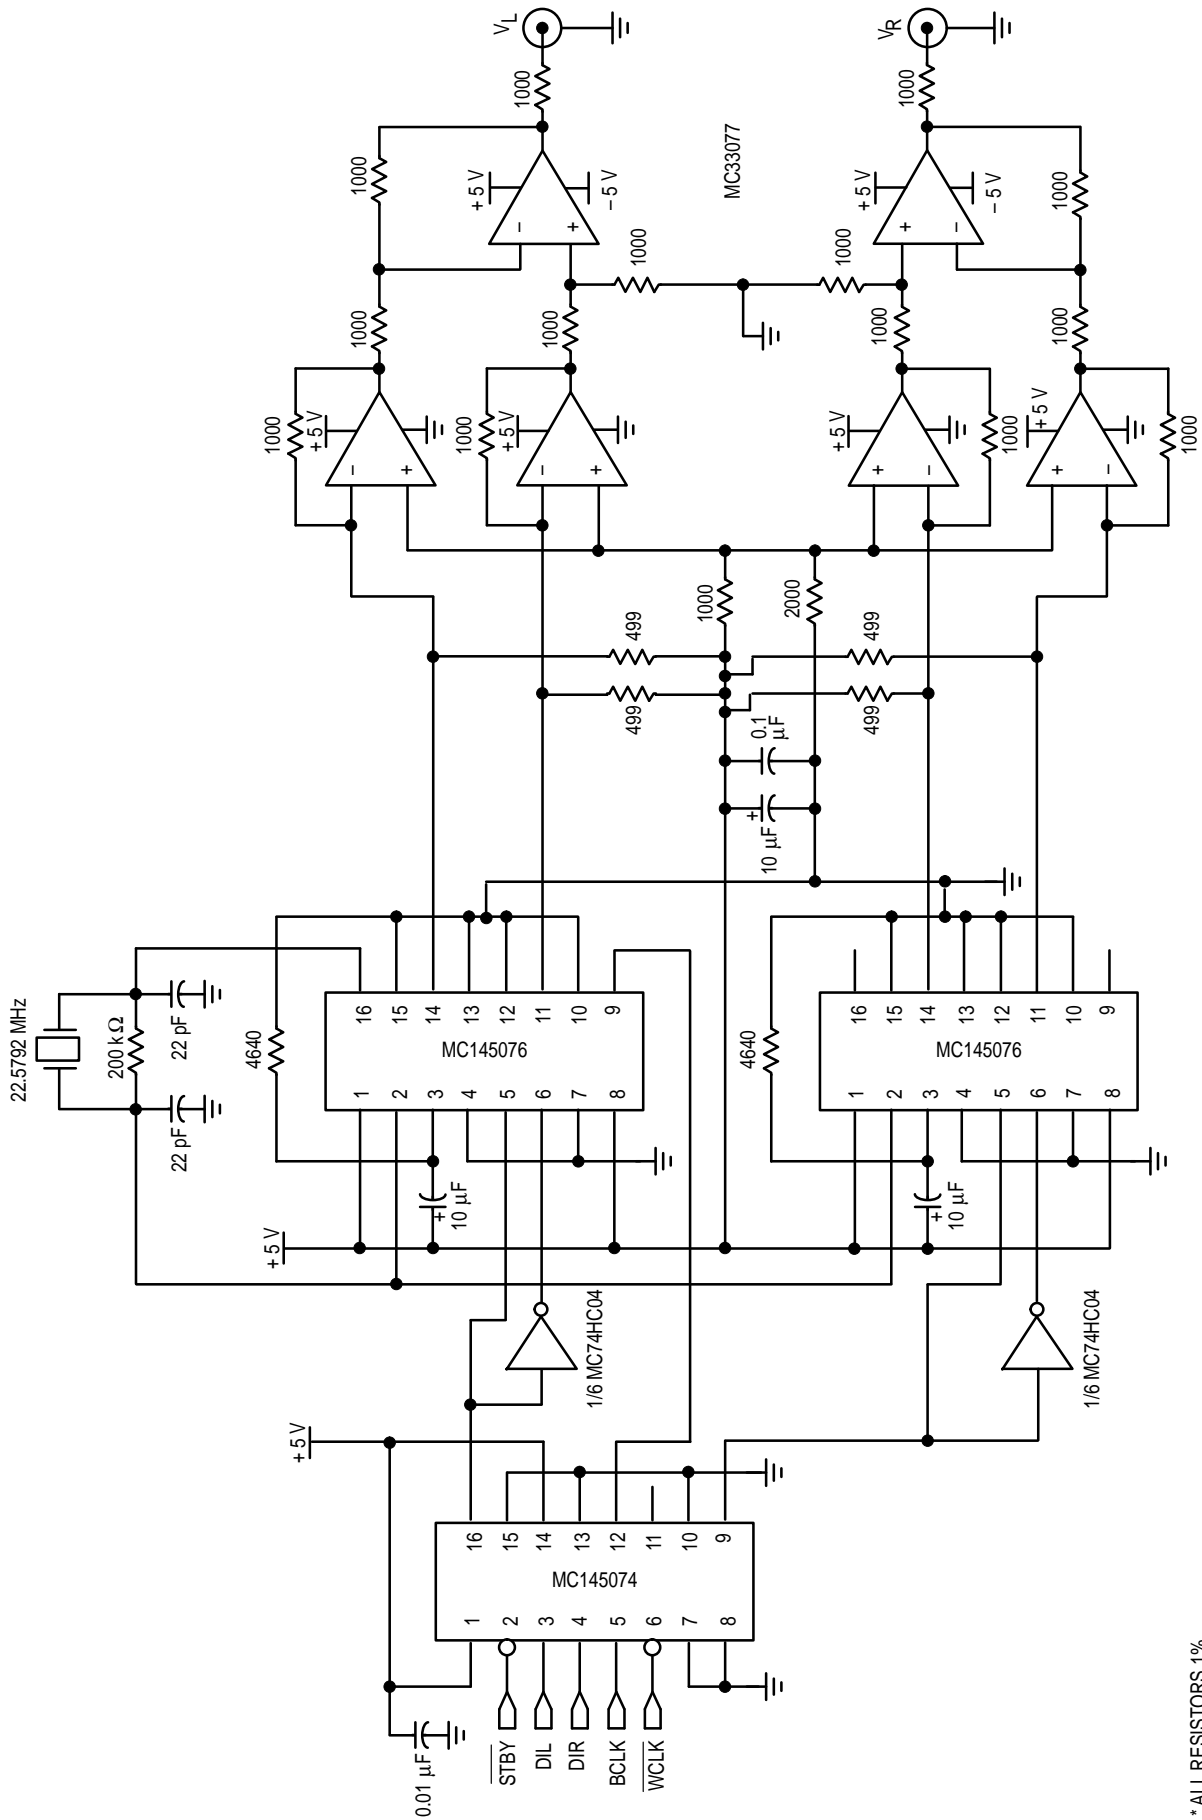 V_L
1000
1000
+ 5 V
– 5 V
–
+
1000
1000
1000
1000
+ 5 V
–
+
1000
+ 5 V
–
+
V_R
1000
MC33077
+ 5 V
– 5 V
+
–
1000
1000
1000
1000
+ 5 V
+
–
1000
+ 5 V
+
–
1000
1000
2000
499
499
499
499
0.1 µF
+
10 µF
22.5792 MHz
200 kΩ
22 pF
22 pF
4640
16 15 14 13 12 11 10 9
MC145076
1 2 3 4 5 6 7 8
+
10 µF
+ 5 V
4640
16 15 14 13 12 11 10 9
MC145076
1 2 3 4 5 6 7 8
+
10 µF
1/6 MC74HC04
1/6 MC74HC04
+ 5 V
16 15 14 13 12 11 10 9
MC145074
1 2 3 4 5 6 7 8
0.01 µF
STBY
DIL
DIR
BCLK
WCLK
* ALL RESISTORS 1%